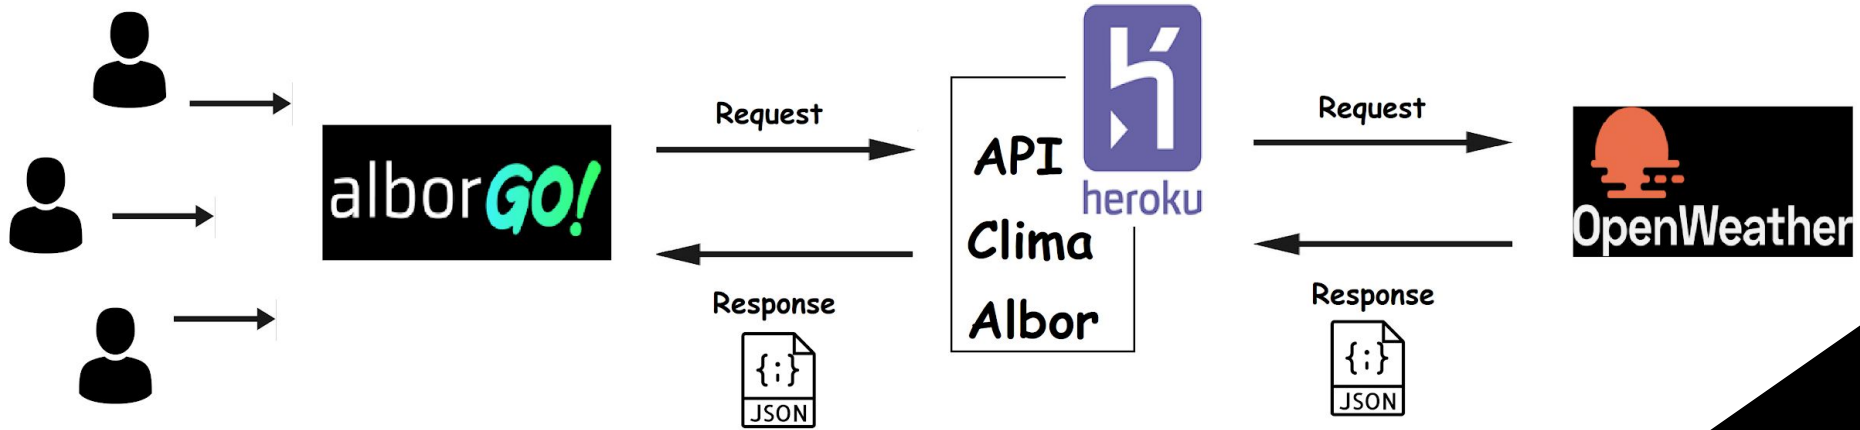 alborGO!
Request
Response
{;}
JSON
API
Clima
Albor
heroku
Request
Response
{;}
JSON
OpenWeather